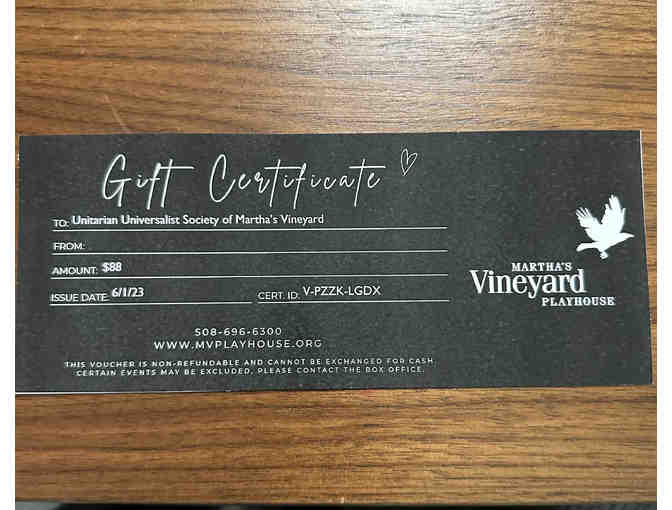 Gift Certificate
TO: Unitarian Universalist Society of Martha's Vineyard
FROM:
AMOUNT: $88
ISSUE DATE: 6/1/23 CERT. ID. V-PZZK-LGDX
MARTHA'S
Vineyard
PLAYHOUSE
508-696-6300
WWW.MVPLAYHOUSE.ORG
THIS VOUCHER IS NON-REFUNDABLE AND CANNOT BE EXCHANGED FOR CASH.
CERTAIN EVENTS MAY BE EXCLUDED, PLEASE CONTACT THE BOX OFFICE.